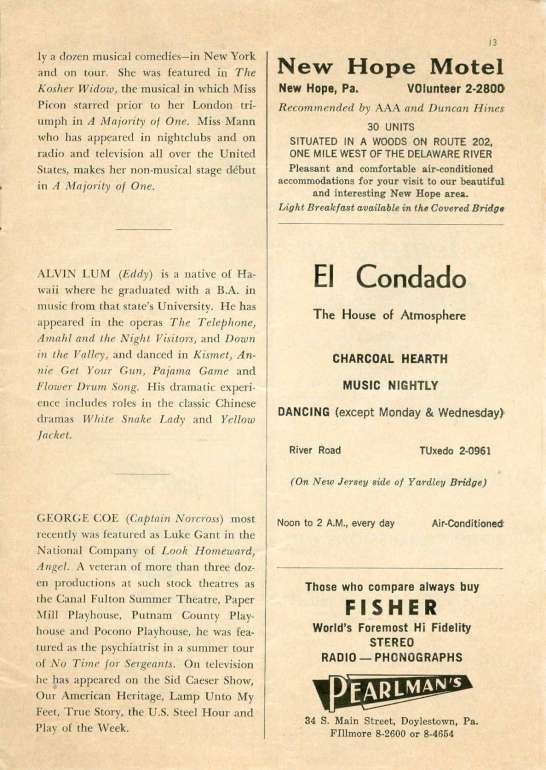 13
ly a dozen musical comedies—in New York
and on tour. She was featured in The
Kosher Widow, the musical in which Miss
Picon starred prior to her London tri-
umph in A Majority of One. Miss Mann
who has appeared in nightclubs and on
radio and television all over the United
States, makes her non-musical stage début
in A Majority of One.
ALVIN LUM (Eddy) is a native of Ha-
waii where he graduated with a B.A. in
music from that state's University. He has
appeared in the operas The Telephone,
Amahl and the Night Visitors, and Down
in the Valley, and danced in Kismet, An-
nie Get Your Gun, Pajama Game and
Flower Drum Song. His dramatic experi-
ence includes roles in the classic Chinese
dramas White Snake Lady and Yellow
Jacket.
GEORGE COE (Captain Norcross) most
recently was featured as Luke Gant in the
National Company of Look Homeward,
Angel. A veteran of more than three doz-
en productions at such stock theatres as
the Canal Fulton Summer Theatre, Paper
Mill Playhouse, Putnam County Play-
house and Pocono Playhouse, he was fea-
tured as the psychiatrist in a summer tour
of No Time for Sergeants. On television
he has appeared on the Sid Caeser Show,
Our American Heritage, Lamp Unto My
Feet, True Story, the U.S. Steel Hour and
Play of the Week.
New Hope Motel
New Hope, Pa. VOlunteer 2-2800
Recommended by AAA and Duncan Hines
30 UNITS
SITUATED IN A WOODS ON ROUTE 202,
ONE MILE WEST OF THE DELAWARE RIVER
Pleasant and comfortable air-conditioned
accommodations for your visit to our beautiful
and interesting New Hope area.
Light Breakfast available in the Covered Bridge
El Condado
The House of Atmosphere
CHARCOAL HEARTH
MUSIC NIGHTLY
DANCING (except Monday & Wednesday)
River Road TUxedo 2-0961
(On New Jersey side of Yardley Bridge)
Noon to 2 A.M., every day Air-Conditioned
Those who compare always buy
FISHER
World's Foremost Hi Fidelity
STEREO
RADIO — PHONOGRAPHS
PEARLMAN'S
34 S. Main Street, Doylestown, Pa.
FIllmore 8-2600 or 8-4654